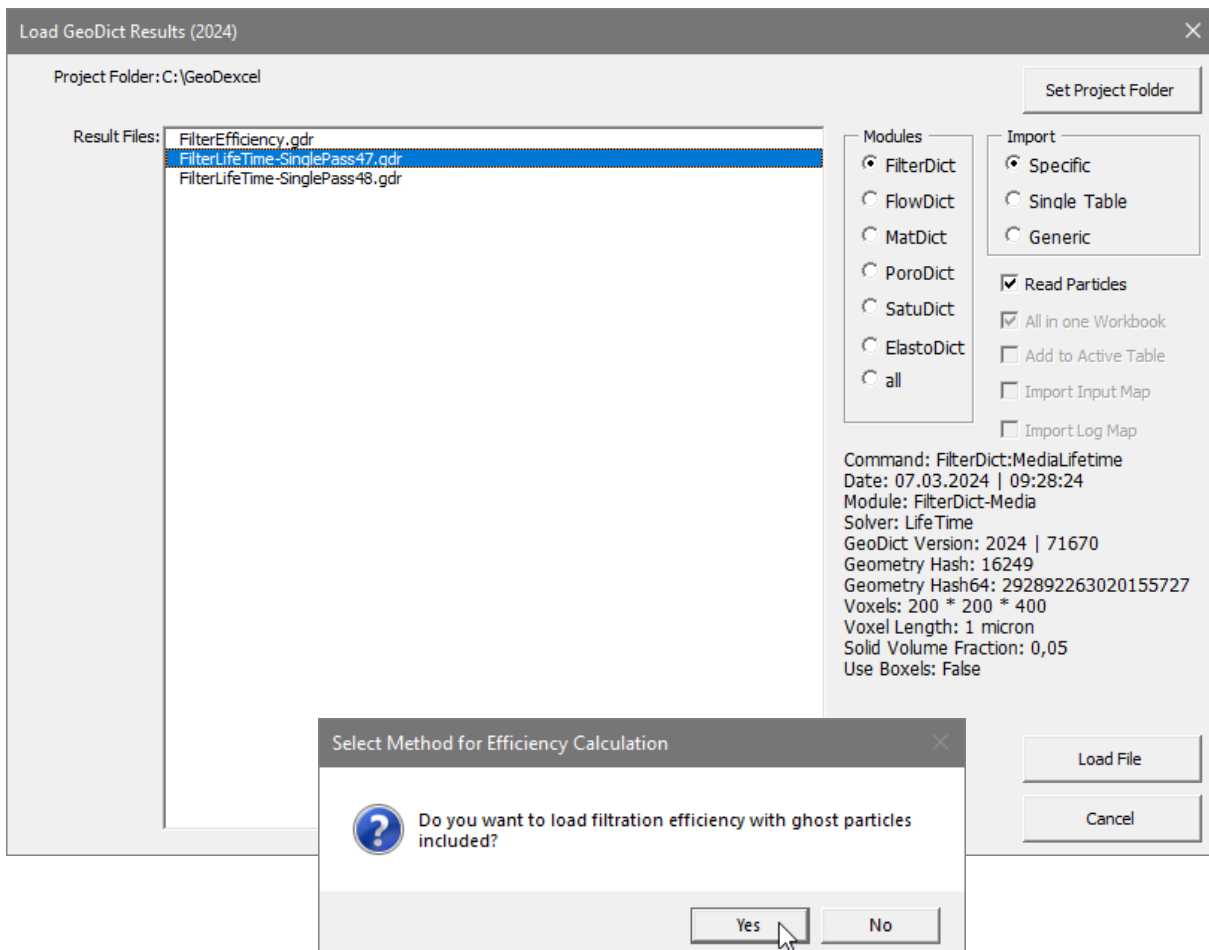 Load GeoDict Results (2024)
Project Folder: C:\GeoDexcel
Set Project Folder
Result Files:
FilterEfficiency.gdr
FilterLifeTime-SinglePass47.gdr
FilterLifeTime-SinglePass48.gdr
Modules
FilterDict
FlowDict
MatDict
PoroDict
SatuDict
ElastoDict
all
Import
Specific
Single Table
Generic
Read Particles
All in one Workbook
Add to Active Table
Import Input Map
Import Log Map
Command: FilterDict:MediaLifetime
Date: 07.03.2024 | 09:28:24
Module: FilterDict-Media
Solver: LifeTime
GeoDict Version: 2024 | 71670
Geometry Hash: 16249
Geometry Hash64: 292892263020155727
Voxels: 200 * 200 * 400
Voxel Length: 1 micron
Solid Volume Fraction: 0,05
Use Boxels: False
Load File
Cancel
Select Method for Efficiency Calculation
Do you want to load filtration efficiency with ghost particles
included?
Yes
No